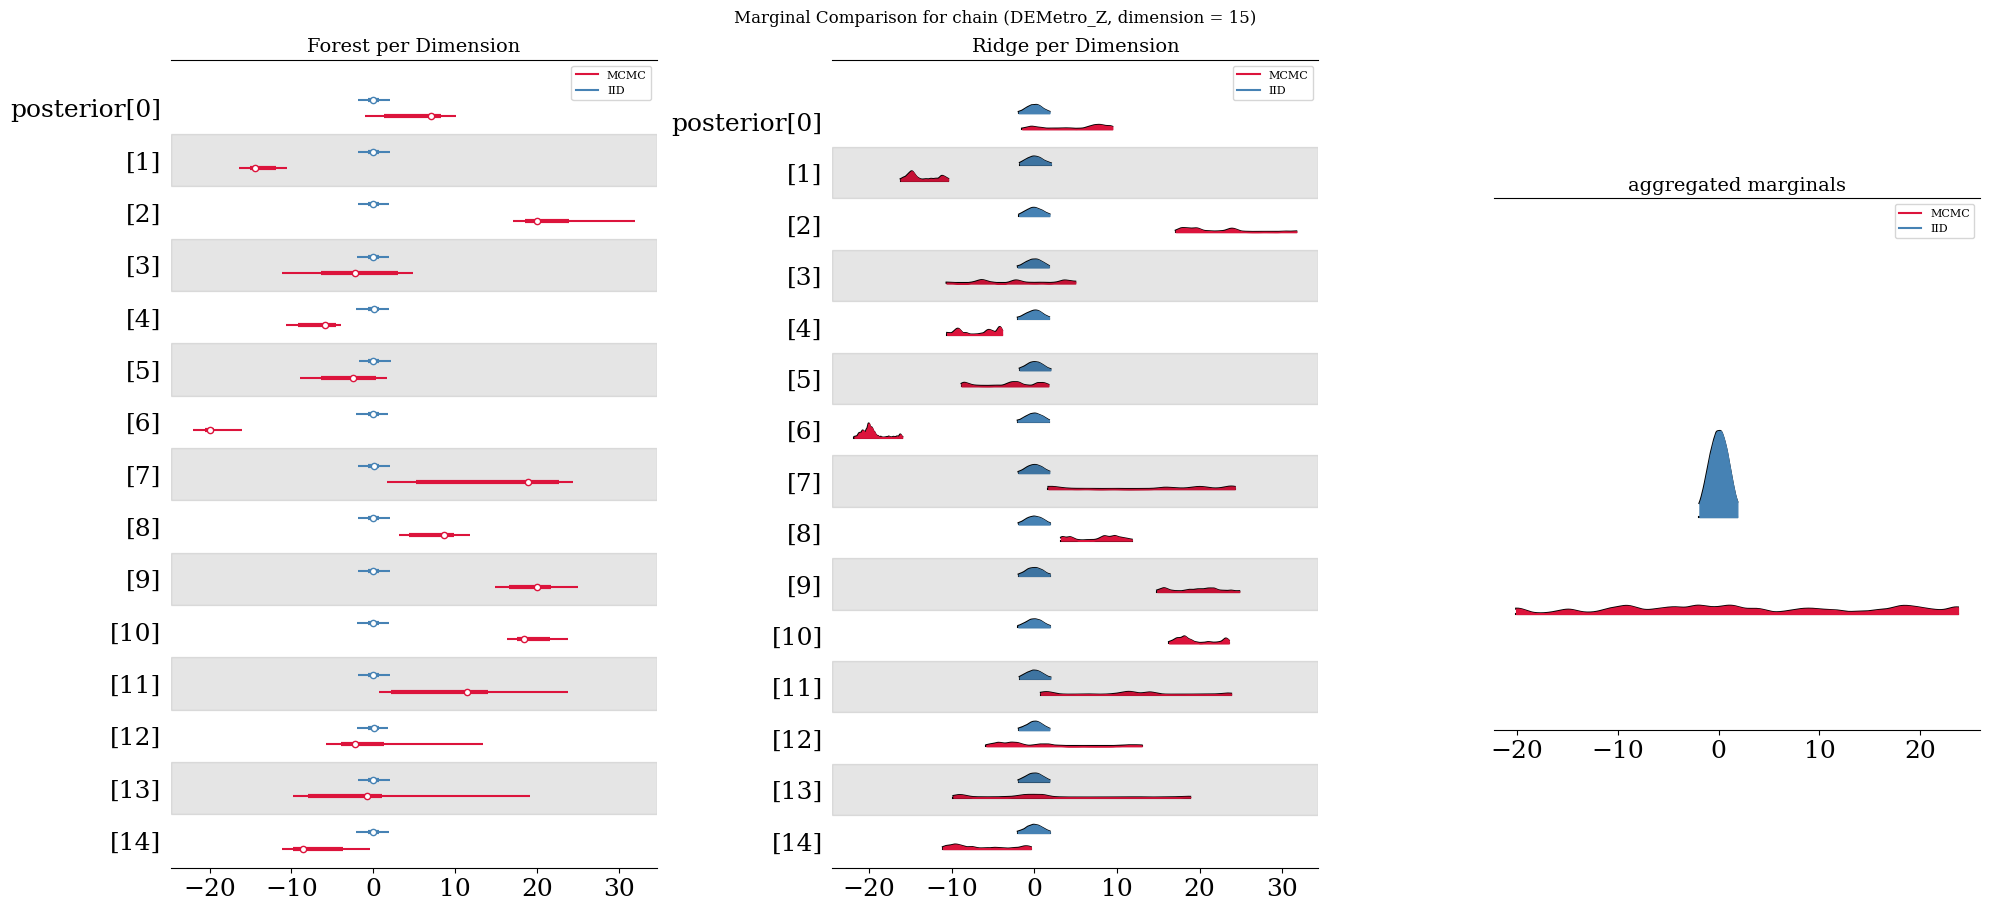 Marginal Comparison for chain (DEMetro_Z, dimension = 15)
Forest per Dimension
MCMC
IID
posterior[0]
[1]
[2]
[3]
[4]
[5]
[6]
[7]
[8]
[9]
[10]
[11]
[12]
[13]
[14]
−20 −10 0 10 20 30
Ridge per Dimension
MCMC
IID
posterior[0]
[1]
[2]
[3]
[4]
[5]
[6]
[7]
[8]
[9]
[10]
[11]
[12]
[13]
[14]
−20 −10 0 10 20 30
aggregated marginals
MCMC
IID
−20 −10 0 10 20